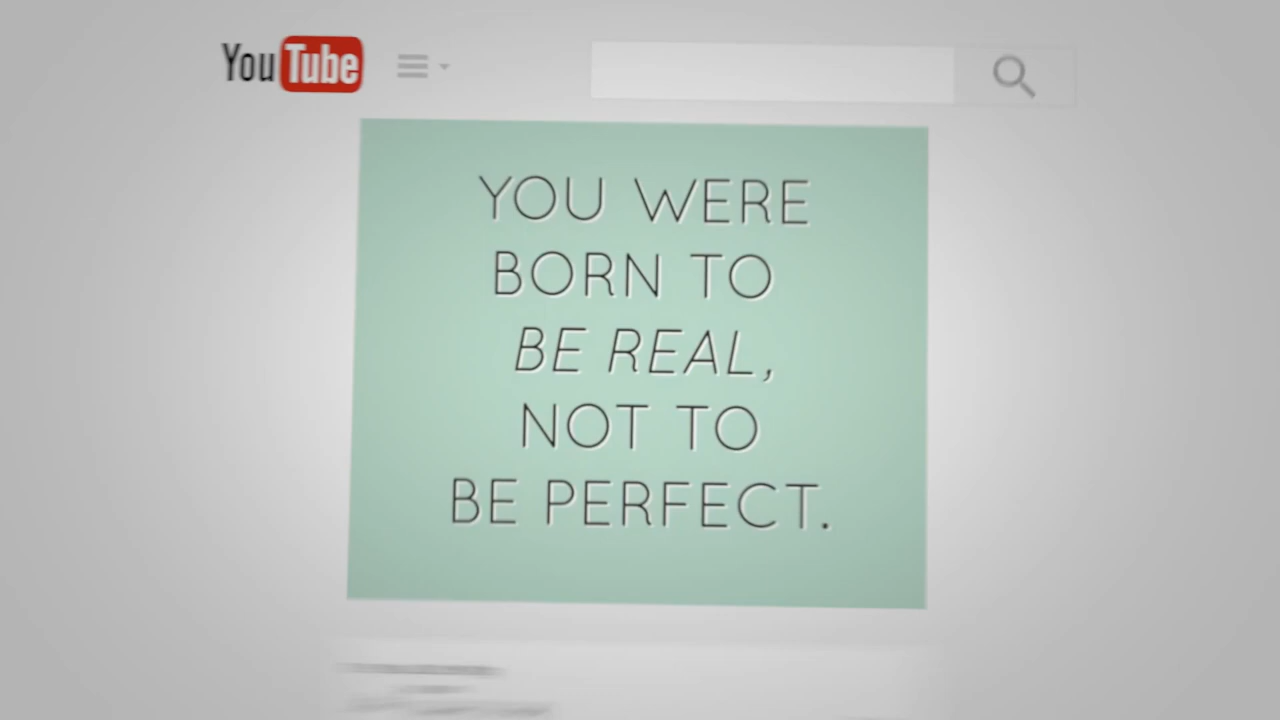 YouTube
YOU WERE
BORN TO
BE REAL,
NOT TO
BE PERFECT.